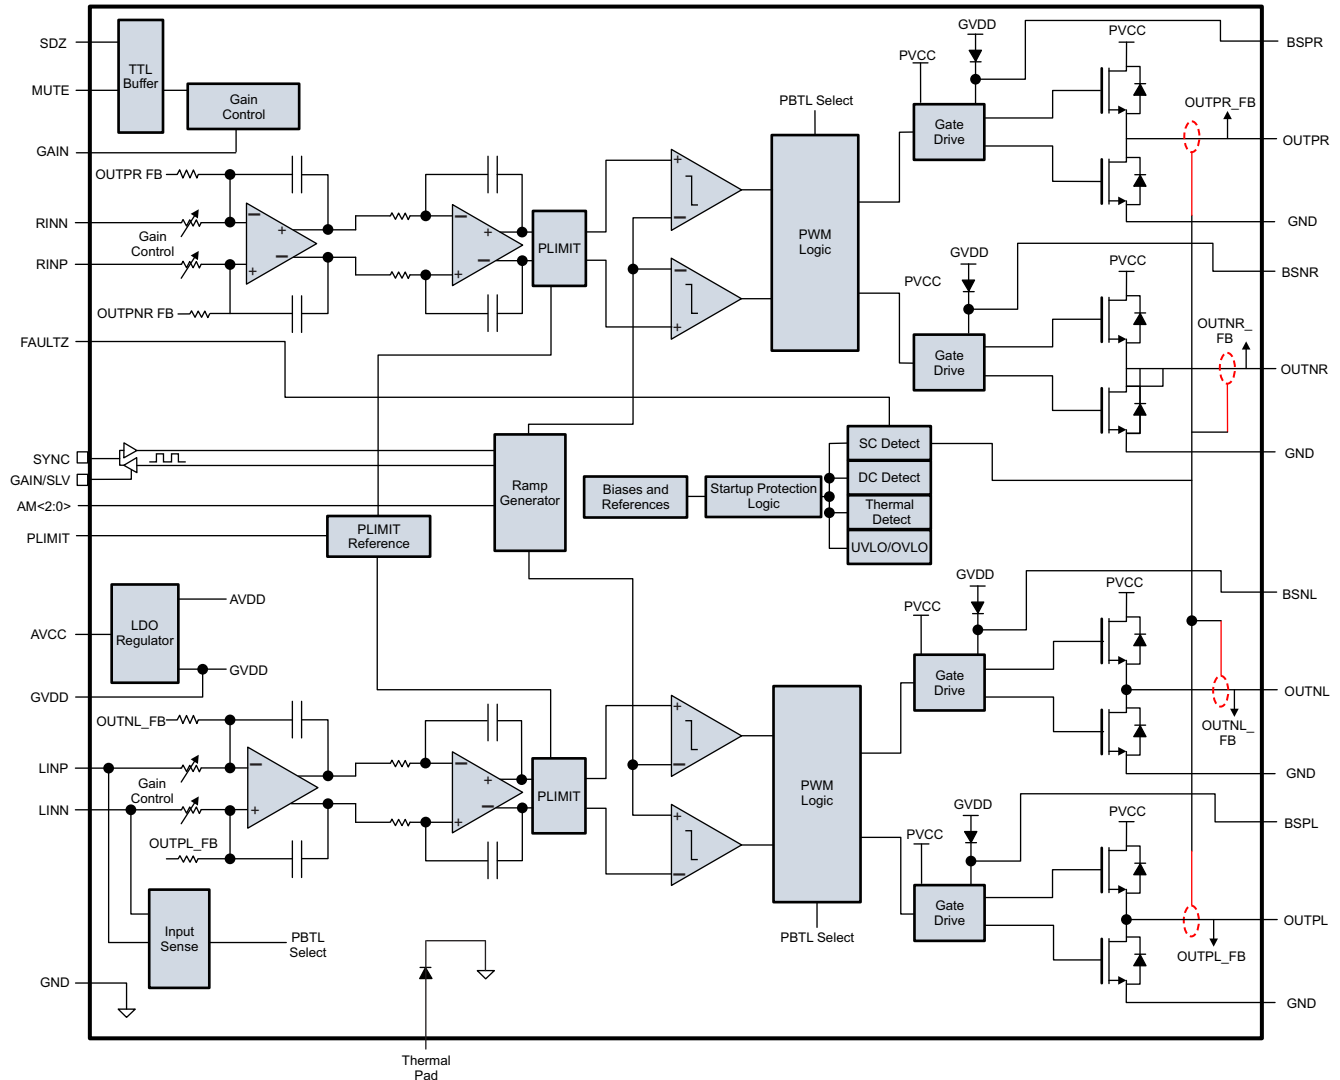 SDZ
MUTE
GAIN
TTL
Buffer
Gain
Control
OUTPR FB
RINN
Gain
Control
RINP
OUTPNR FB
FAULTZ
PLIMIT
PBTL Select
PWM
Logic
GVDD
PVCC
Gate
Drive
PVCC
BSPR
OUTPR_FB
OUTPR
GND
GVDD
PVCC
Gate
Drive
PVCC
BSNR
OUTNR_
FB
OUTNR
GND
SYNC
GAIN/SLV
AM<2:0>
PLIMIT
PLIMIT
Reference
Ramp
Generator
Biases and
References
Startup Protection
Logic
SC Detect
DC Detect
Thermal
Detect
UVLO/OVLO
AVCC
LDO
Regulator
AVDD
GVDD
GVDD
OUTNL_FB
LINP
Gain
Control
LINN
OUTPL_FB
Input
Sense
PBTL
Select
GND
PLIMIT
PWM
Logic
PBTL Select
GVDD
PVCC
Gate
Drive
PVCC
BSNL
OUTNL
OUTNL_
FB
GND
GVDD
PVCC
Gate
Drive
PVCC
BSPL
OUTPL
OUTPL_FB
GND
Thermal
Pad